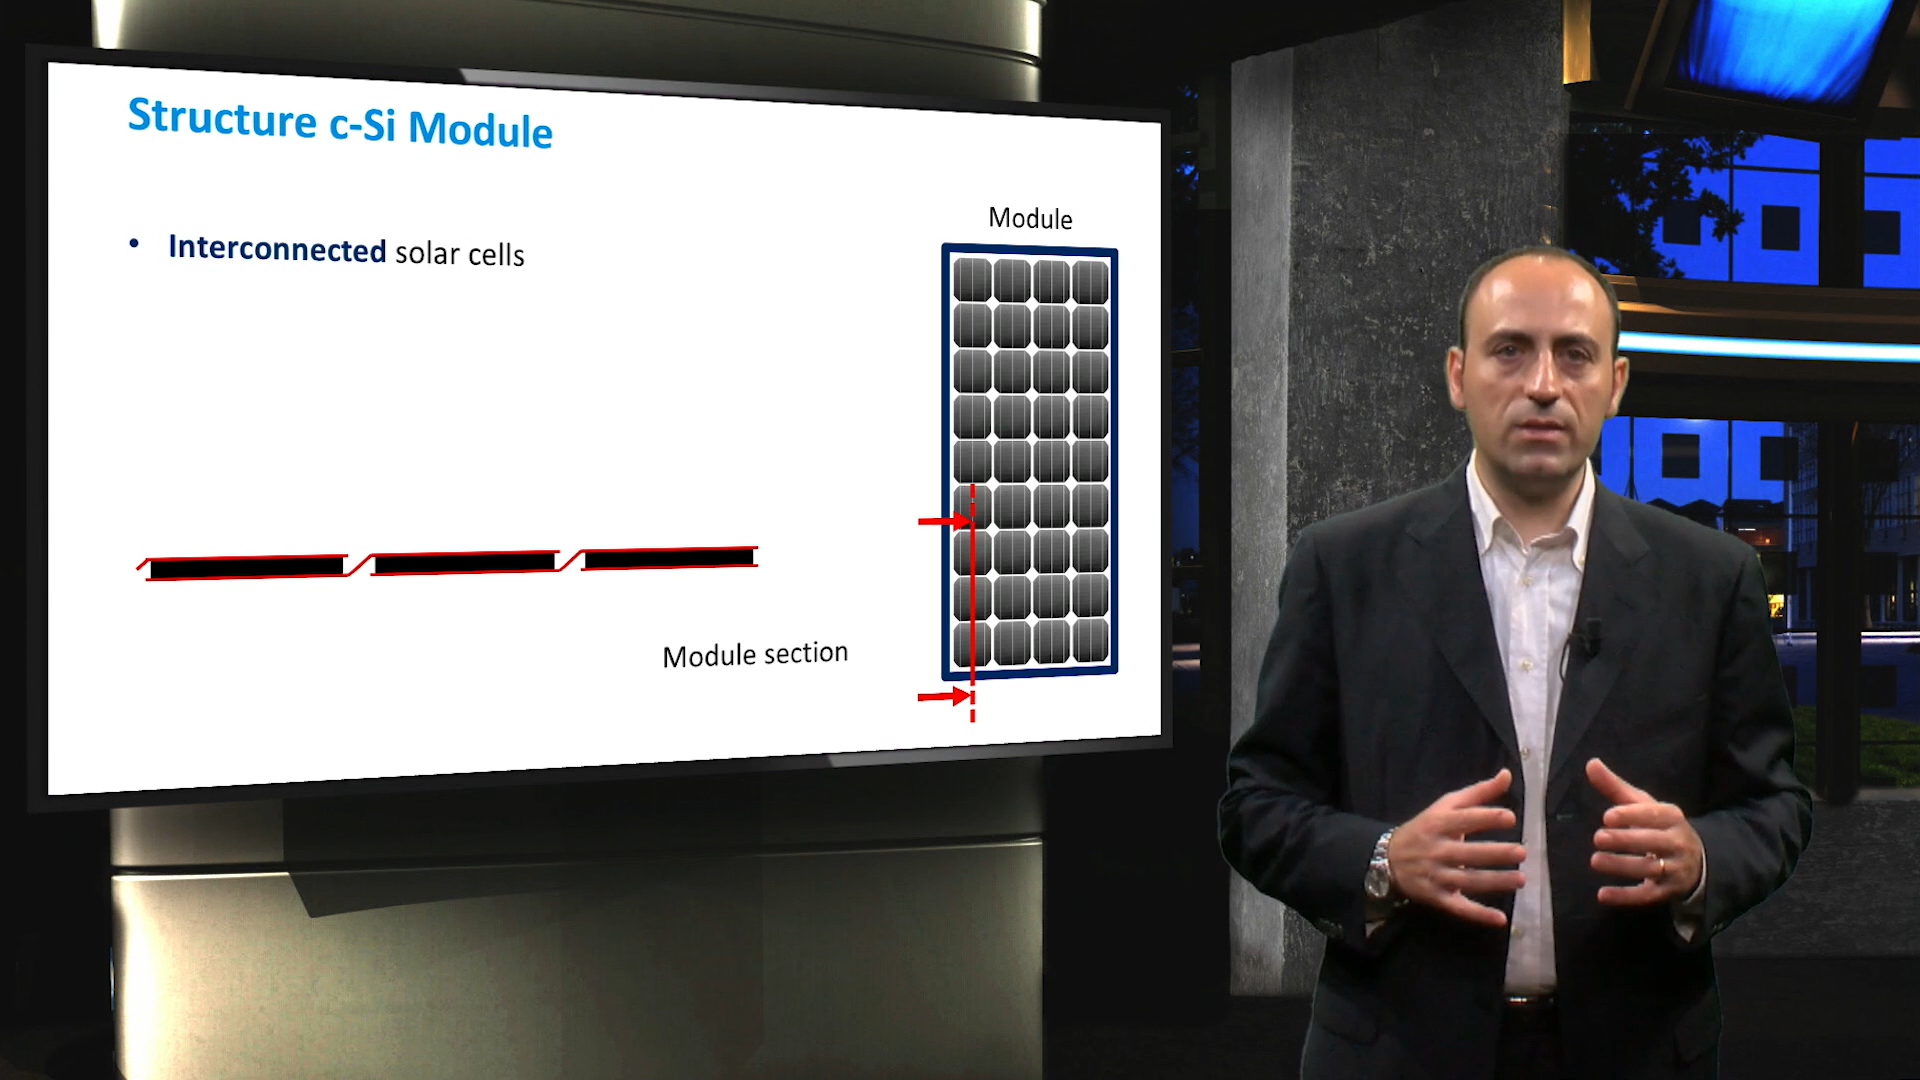 Structure c-Si Module
• Interconnected solar cells
Module
Module section